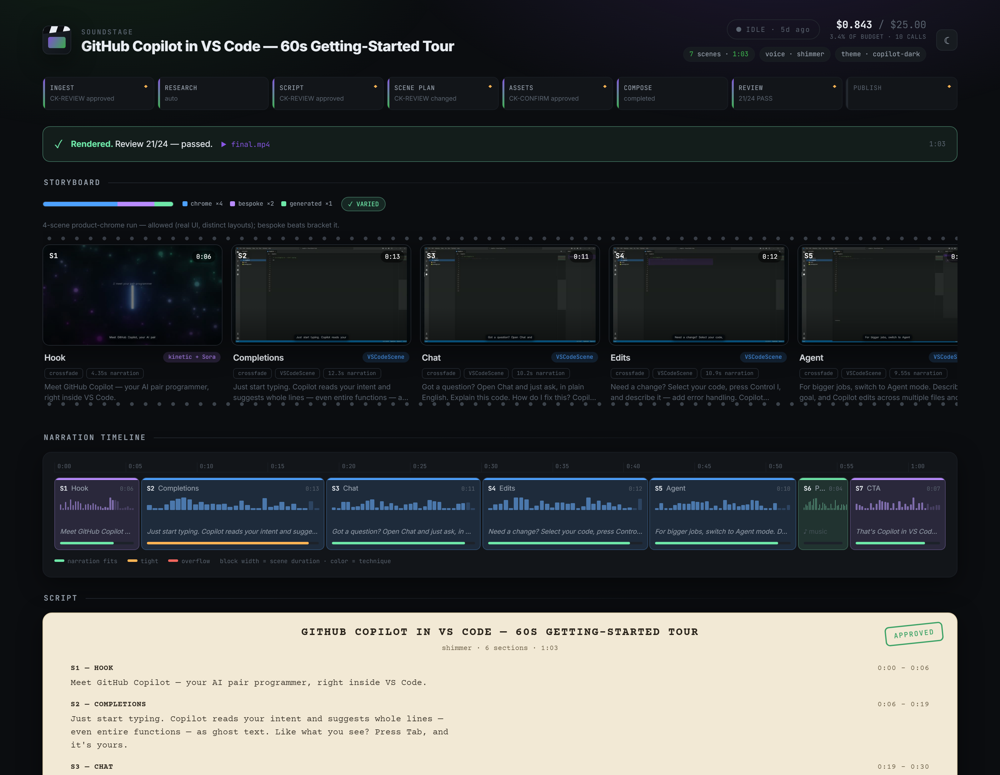 SOUNDSTAGE
GitHub Copilot in VS Code — 60s Getting-Started Tour
IDLE · 5d ago
$0.843 / $25.00
3.4% OF BUDGET · 10 CALLS
7 scenes · 1:03
voice · shimmer
theme · copilot-dark
INGEST
CK-REVIEW approved
RESEARCH
auto
SCRIPT
CK-REVIEW approved
SCENE PLAN
CK-REVIEW changed
ASSETS
CK-CONFIRM approved
COMPOSE
completed
REVIEW
21/24 PASS
PUBLISH
✓ Rendered. Review 21/24 — passed. ▶ final.mp4
1:03
STORYBOARD
chrome ×4
bespoke ×2
generated ×1
✓ VARIED
4-scene product-chrome run — allowed (real UI, distinct layouts); bespoke beats bracket it.
S1
0:06
// meet your pair programmer
Meet GitHub Copilot, your AI pair
Hook
kinetic + Sora
crossfade
4.35s narration
Meet GitHub Copilot — your AI pair programmer,
right inside VS Code.
S2
0:13
Just start typing. Copilot reads your
Completions
VSCodeScene
crossfade
VSCodeScene
12.3s narration
Just start typing. Copilot reads your intent and
suggests whole lines — even entire functions — a...
S3
0:11
Got a question? Open Chat and
Chat
VSCodeScene
crossfade
VSCodeScene
10.2s narration
Got a question? Open Chat and just ask, in plain
English. Explain this code. How do I fix this? Copil...
S4
0:12
Need a change? Select your code,
Edits
VSCodeScene
crossfade
VSCodeScene
10.9s narration
Need a change? Select your code, press Control I,
and describe it — add error handling. Copilot...
S5
0:
For bigger jobs, switch to Agent
Agent
VSCodeS
crossfade
VSCodeScene
9.55s narration
For bigger jobs, switch to Agent mode. Describ
goal, and Copilot edits across multiple files and
NARRATION TIMELINE
0:00
0:05
0:10
0:15
0:20
0:25
0:30
0:35
0:40
0:45
0:50
0:55
1:00
S1 Hook 0:06
Meet GitHub Copilot ...
S2 Completions 0:13
Just start typing. Copilot reads your intent and sugge...
S3 Chat 0:11
Got a question? Open Chat and just ask, in ...
S4 Edits 0:12
Need a change? Select your code, press Contro...
S5 Agent 0:10
For bigger jobs, switch to Agent mode. D...
S6 P... 0:04
♪ music
S7 CTA 0:07
That's Copilot in VS Cod...
narration fits
tight
overflow
block width = scene duration · color = technique
SCRIPT
GITHUB COPILOT IN VS CODE — 60S GETTING-STARTED TOUR
APPROVED
shimmer · 6 sections · 1:03
S1 — HOOK
0:00 – 0:06
Meet GitHub Copilot — your AI pair programmer, right inside VS Code.
S2 — COMPLETIONS
0:06 – 0:19
Just start typing. Copilot reads your intent and suggests whole lines —
even entire functions — as ghost text. Like what you see? Press Tab, and
it's yours.
S3 — CHAT
0:19 – 0:30